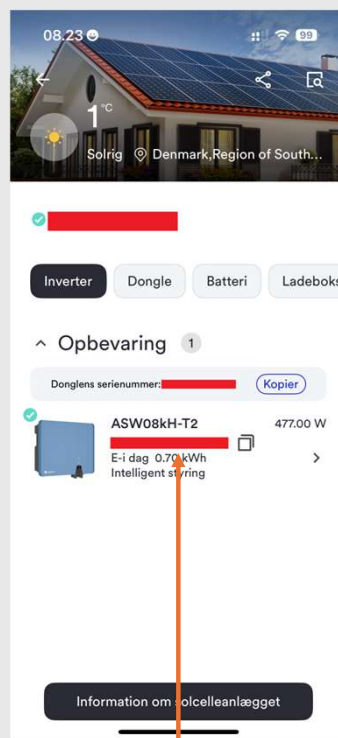 08.23 99
1°C
Solrig Denmark,Region of South...
Inverter Dongle Batteri Ladeboks
Opbevaring 1
Donglens serienummer: Kopier
ASW08kH-T2 477.00 W
E-i dag 0.70 kWh
Intelligent styring
Information om solcelleanlægget